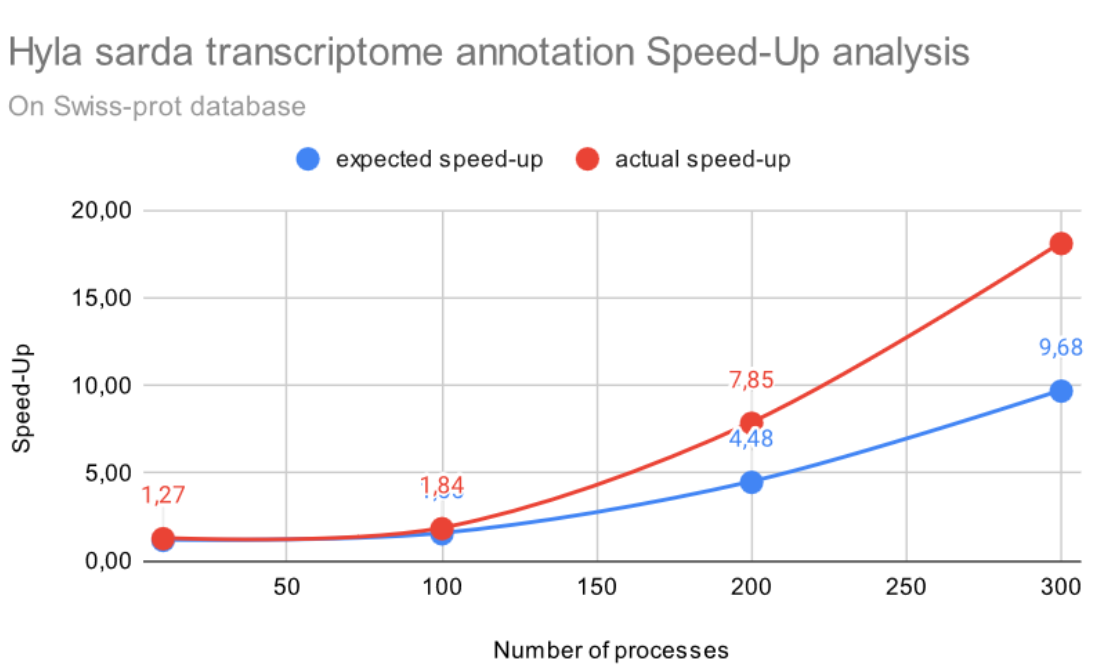 Hyla sarda transcriptome annotation Speed-Up analysis
On Swiss-prot database
expected speed-up actual speed-up
20,00
15,00
10,00
5,00
0,00
Speed-Up
1,27
1,84
7,85
4,48
9,68
50 100 150 200 250 300
Number of processes